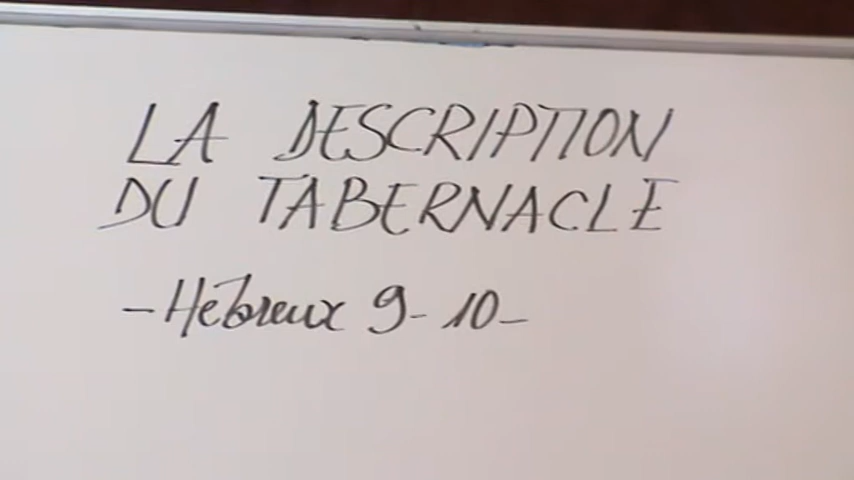 LA DESCRIPTION
DU TABERNACLE
- Hébreux 9-10-